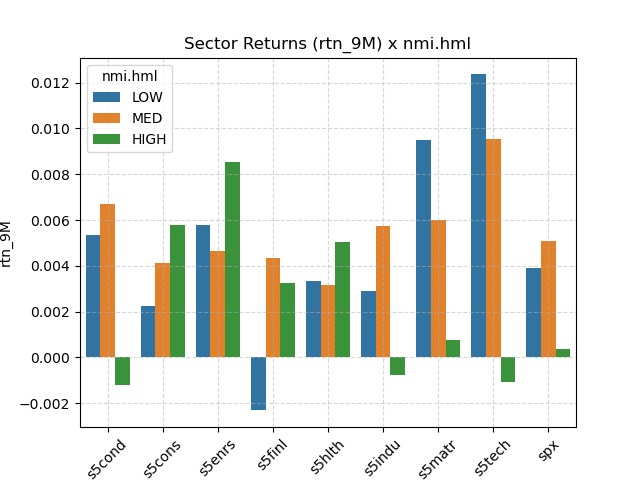 Sector Returns (rtn_9M) x nmi.hml
nmi.hml
LOW
MED
HIGH
0.012
0.010
0.008
0.006
0.004
0.002
0.000
−0.002
rtn_9M
s5cond
s5cons
s5enrs
s5finl
s5hlth
s5indu
s5matr
s5tech
spx